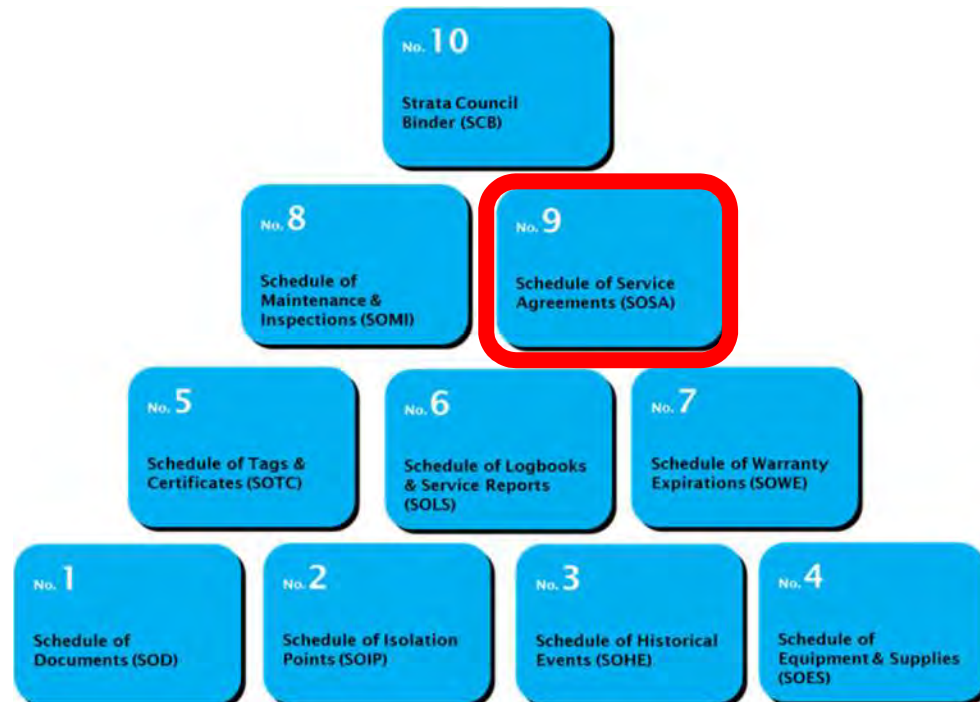 No. 10
Strata Council
Binder (SCB)
No. 8
Schedule of
Maintenance &
Inspections (SOMI)
No. 9
Schedule of Service
Agreements (SOSA)
No. 5
Schedule of Tags &
Certificates (SOTC)
No. 6
Schedule of Logbooks
& Service Reports
(SOLS)
No. 7
Schedule of Warranty
Expirations (SOWE)
No. 1
Schedule of
Documents (SOD)
No. 2
Schedule of Isolation
Points (SOIP)
No. 3
Schedule of Historical
Events (SOHE)
No. 4
Schedule of
Equipment & Supplies
(SOES)